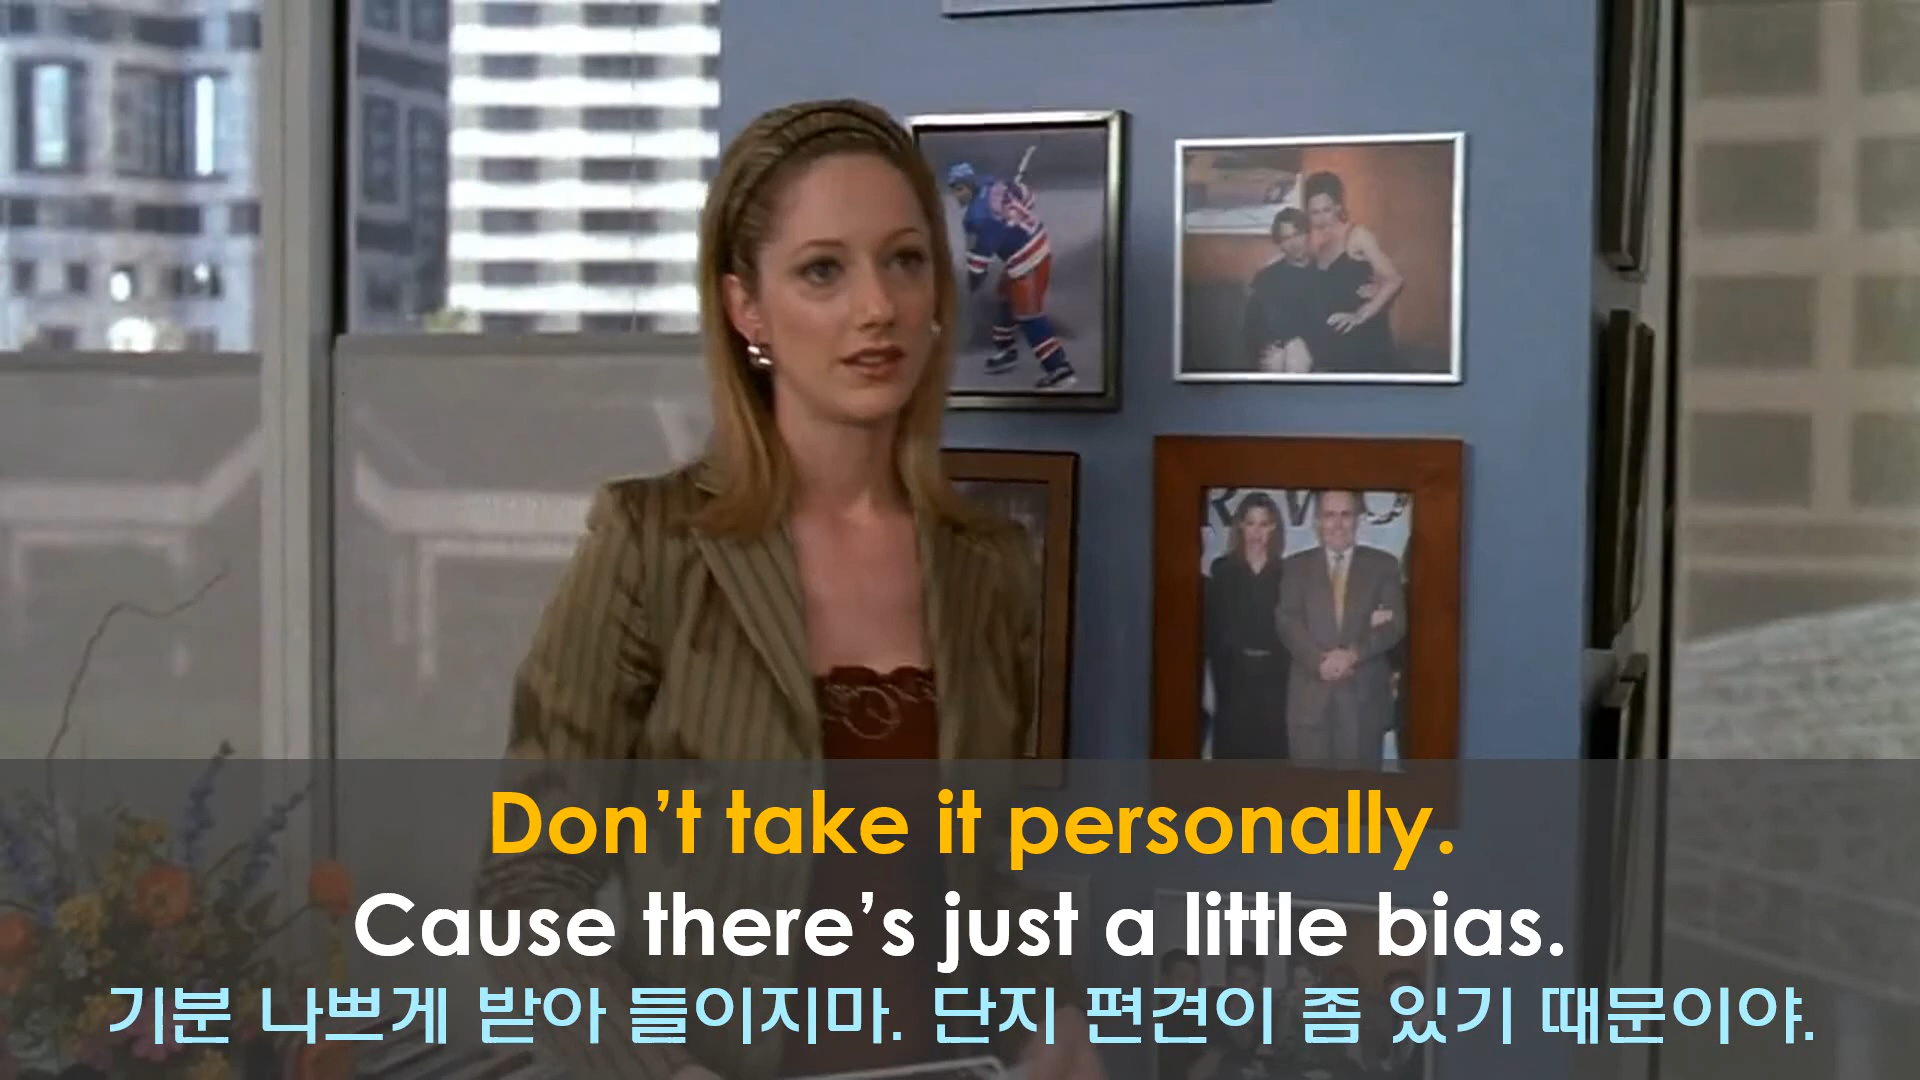 Don’t take it personally.
Cause there’s just a little bias.
기분 나쁘게 받아 들이지마. 단지 편견이 좀 있기 때문이야.